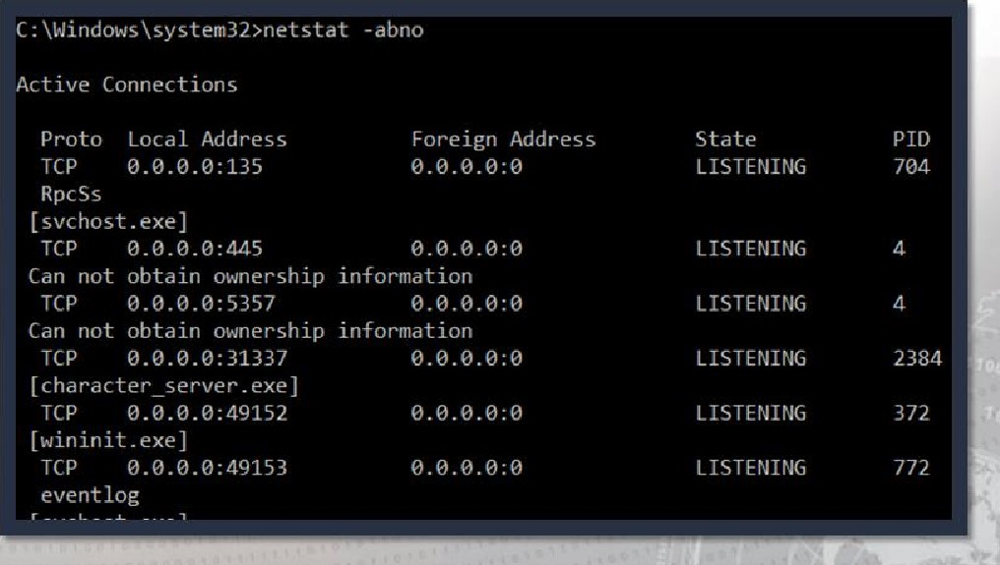 C:\Windows\system32>netstat -abno
Active Connections
Proto Local Address Foreign Address State PID
TCP 0.0.0.0:135 0.0.0.0:0 LISTENING 704
RpcSs
[svchost.exe]
TCP 0.0.0.0:445 0.0.0.0:0 LISTENING 4
Can not obtain ownership information
TCP 0.0.0.0:5357 0.0.0.0:0 LISTENING 4
Can not obtain ownership information
TCP 0.0.0.0:31337 0.0.0.0:0 LISTENING 2384
[character_server.exe]
TCP 0.0.0.0:49152 0.0.0.0:0 LISTENING 372
[wininit.exe]
TCP 0.0.0.0:49153 0.0.0.0:0 LISTENING 772
eventlog